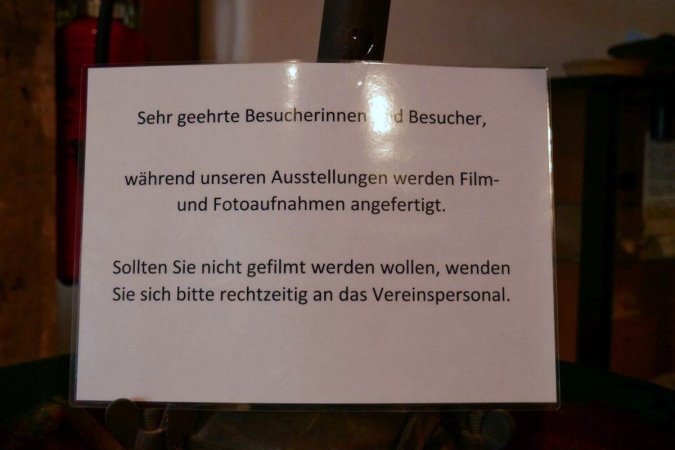 Sehr geehrte Besucherinnen und Besucher,
während unseren Ausstellungen werden Film-
und Fotoaufnahmen angefertigt.
Sollten Sie nicht gefilmt werden wollen, wenden
Sie sich bitte rechtzeitig an das Vereinspersonal.